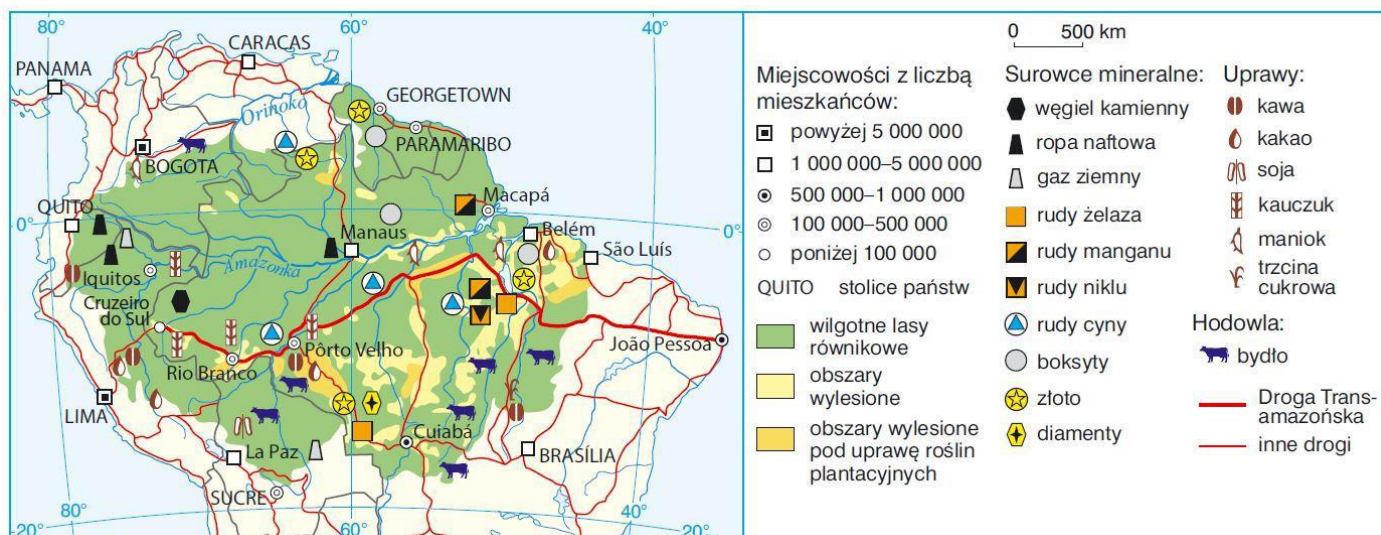 80°
60°
40°
CARACAS
PANAMA
Orinoko
GEORGETOWN
PARAMARIBO
BOGOTA
Macapá
QUITO
0°
Manaus
Belém
0°
São Luís
Amazonka
Iquitos
Cruzeiro
do Sul
Pôrto Velho
João Pessoa
Rio Branco
LIMA
Cuiabá
La Paz
BRASÍLIA
SUCRE
80°
60°
40°
20°
20°
0 500 km
Miejscowości z liczbą
mieszkańców:
powyżej 5 000 000
1 000 000–5 000 000
500 000–1 000 000
100 000–500 000
poniżej 100 000
QUITO stolice państw
wilgotne lasy
równikowe
obszary
wylesione
obszary wylesione
pod uprawę roślin
plantacyjnych
Surowce mineralne:
węgiel kamienny
ropa naftowa
gaz ziemny
rudy żelaza
rudy manganu
rudy niklu
rudy cyny
boksyty
złoto
diamenty
Uprawy:
kawa
kakao
soja
kauczuk
maniok
trzcina
cukrowa
Hodowla:
bydło
Droga Trans-
amazońska
inne drogi